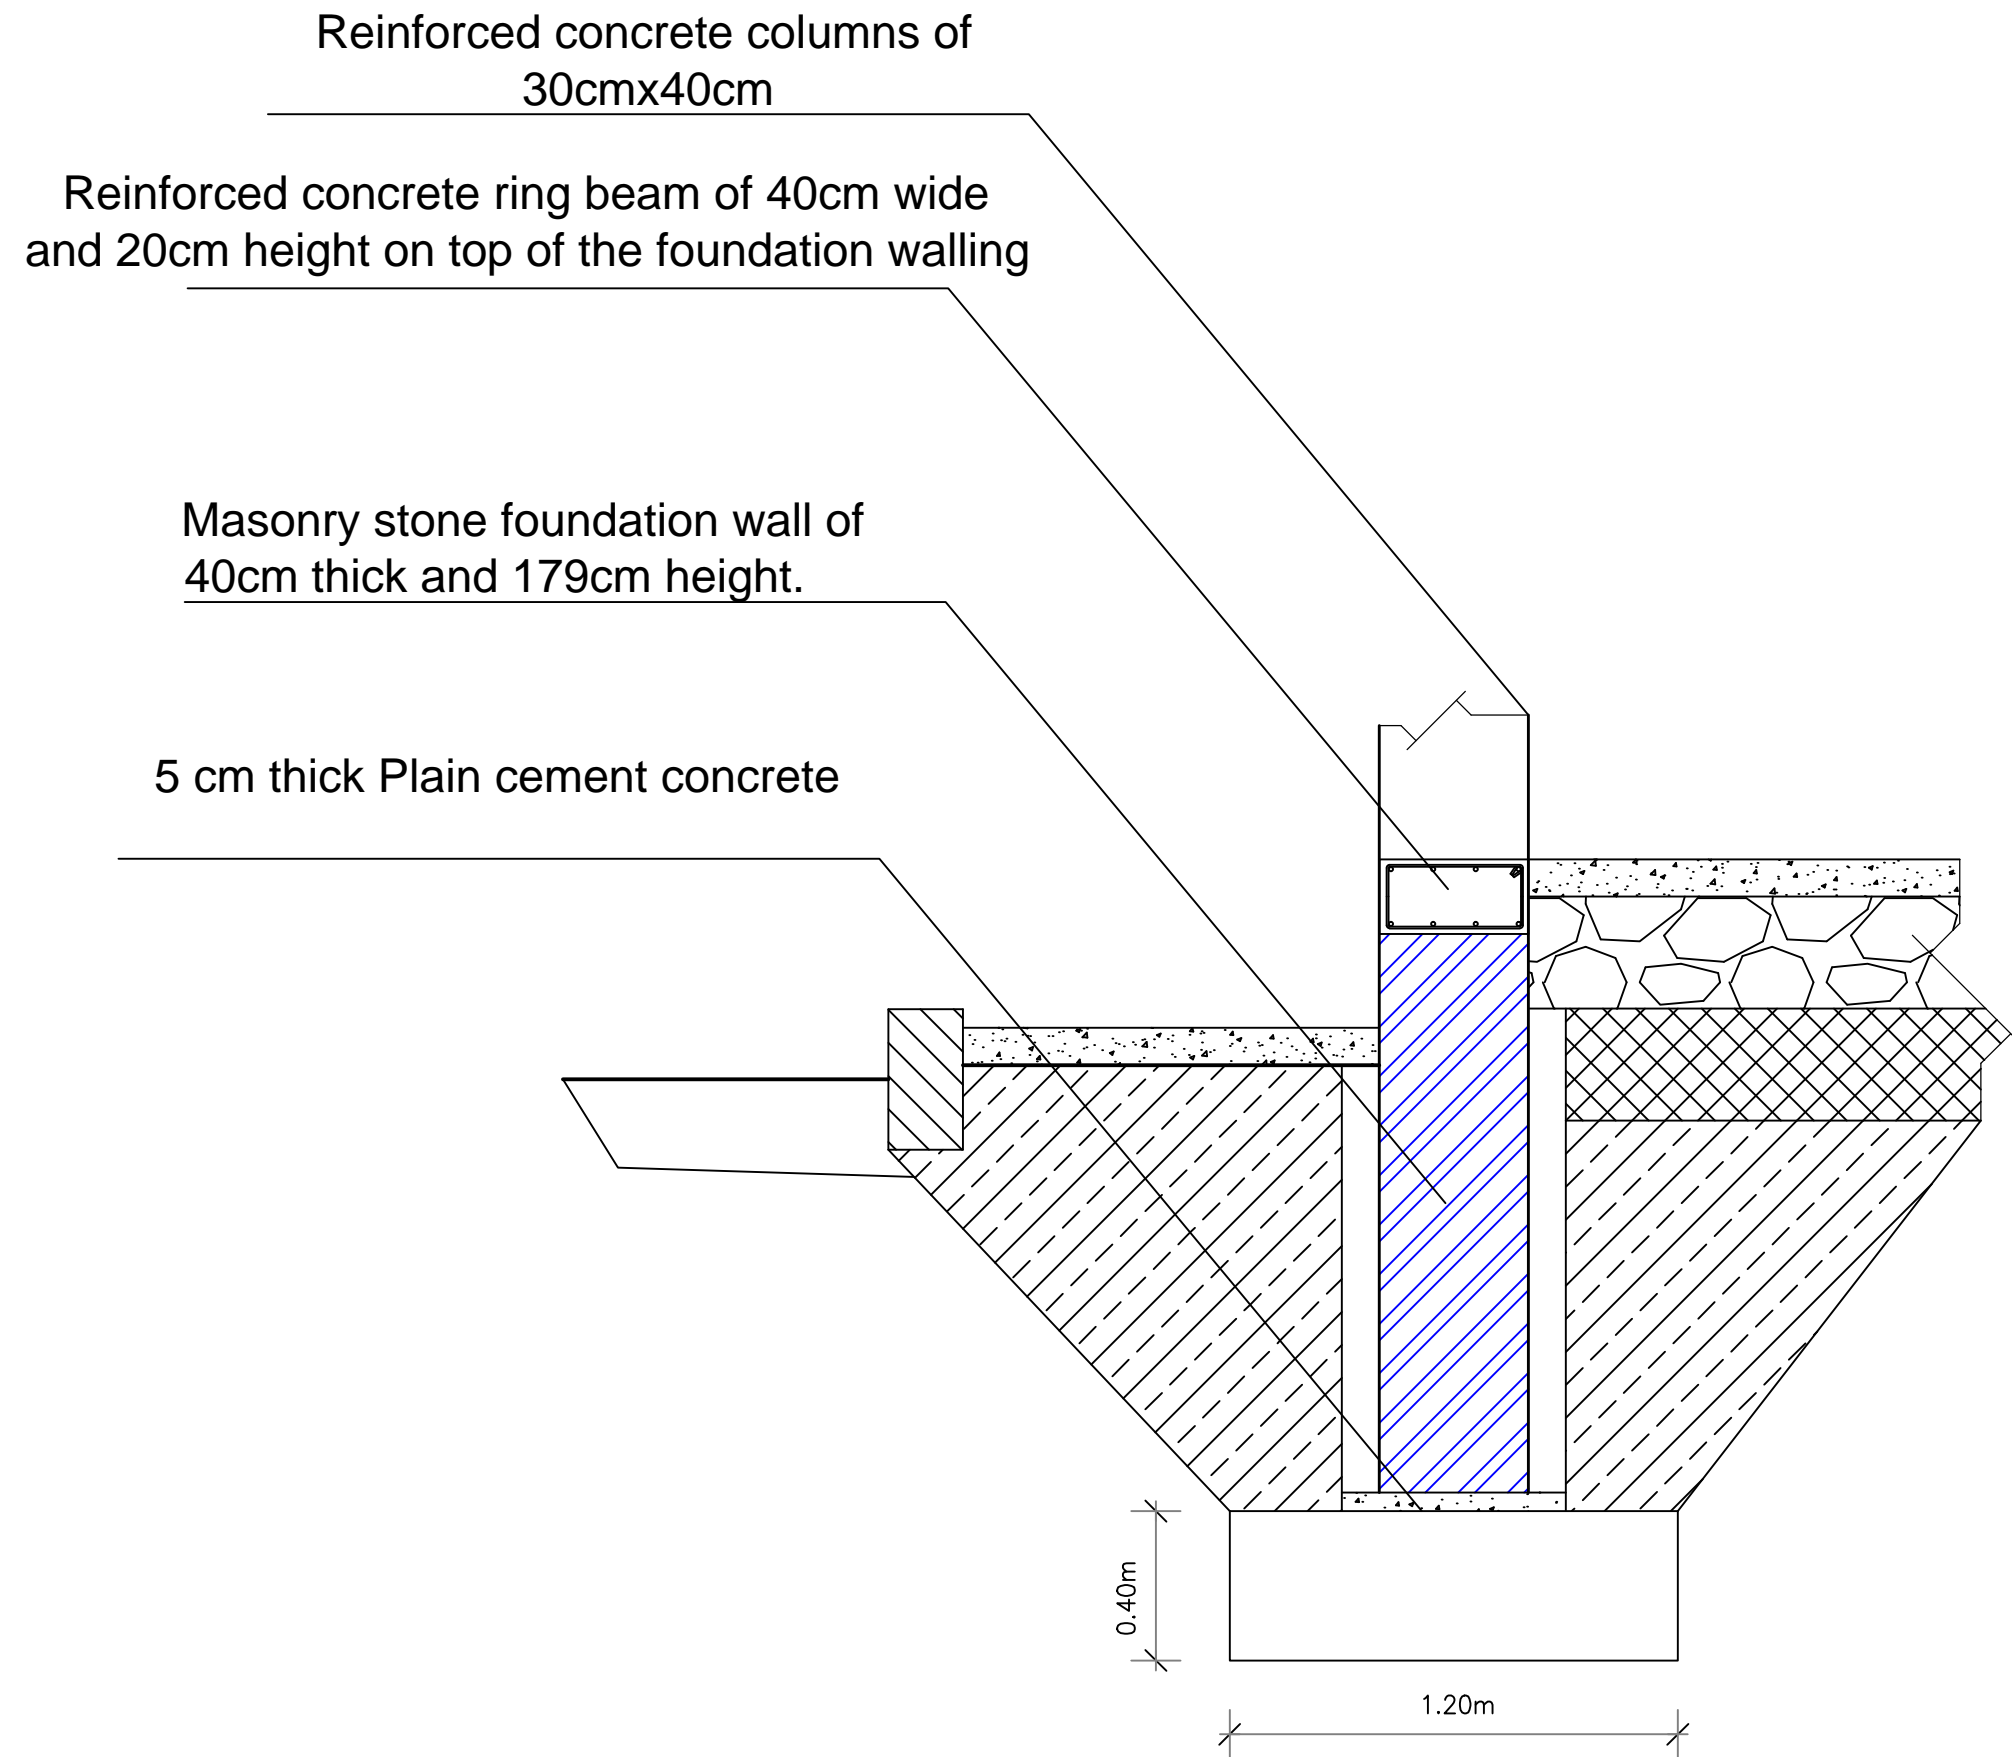 Reinforced concrete columns of
30cmx40cm
Reinforced concrete ring beam of 40cm wide
and 20cm height on top of the foundation walling
Masonry stone foundation wall of
40cm thick and 179cm height.
5 cm thick Plain cement concrete
0.40m
1.20m